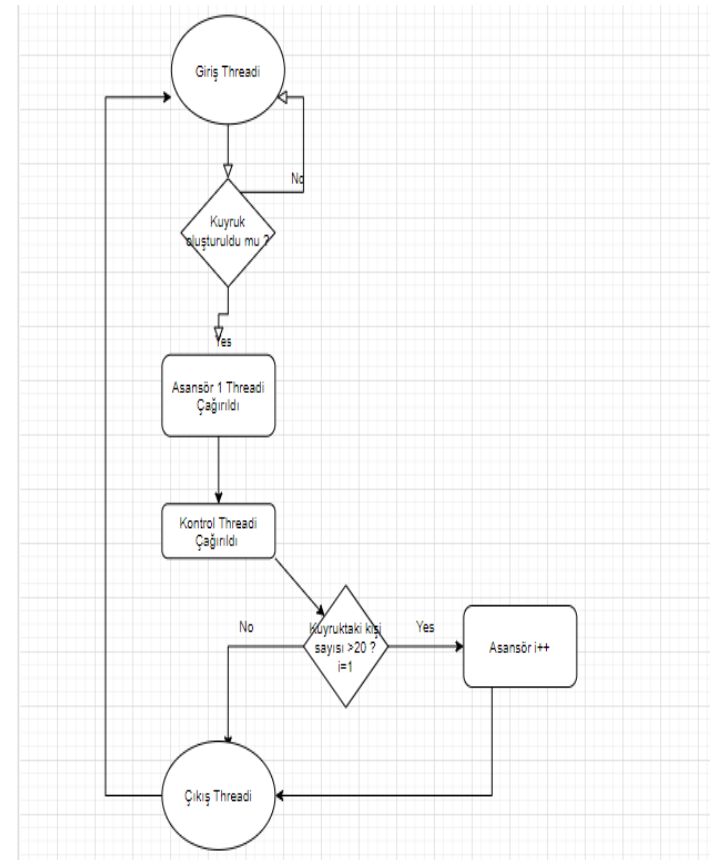 Giriş Threadi
No
Kuyruk
oluşturuldu mu ?
Yes
Asansör 1 Threadi
Çağırıldı
Kontrol Threadi
Çağırıldı
No
Kuyruktaki kişi
sayısı >20 ?
i=1
Yes
Asansör i++
Çıkış Threadi